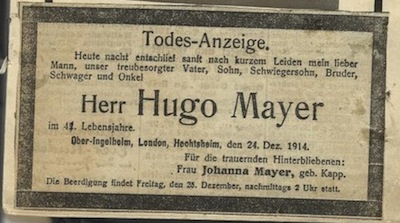 Todes-Anzeige.
Heute nacht entschlief sanft nach kurzem Leiden mein lieber
Mann, unser treubesorgter Vater, Sohn, Schwiegersohn, Bruder,
Schwager und Onkel
Herr Hugo Mayer
im 42. Lebensjahre.
Ober-Ingelheim, London, Hechtsheim, den 24. Dez. 1914.
Für die trauernden Hinterbliebenen:
Frau Johanna Mayer, geb. Kapp.
Die Beerdigung findet Freitag, den 25. Dezember, nachmittags 2 Uhr statt.